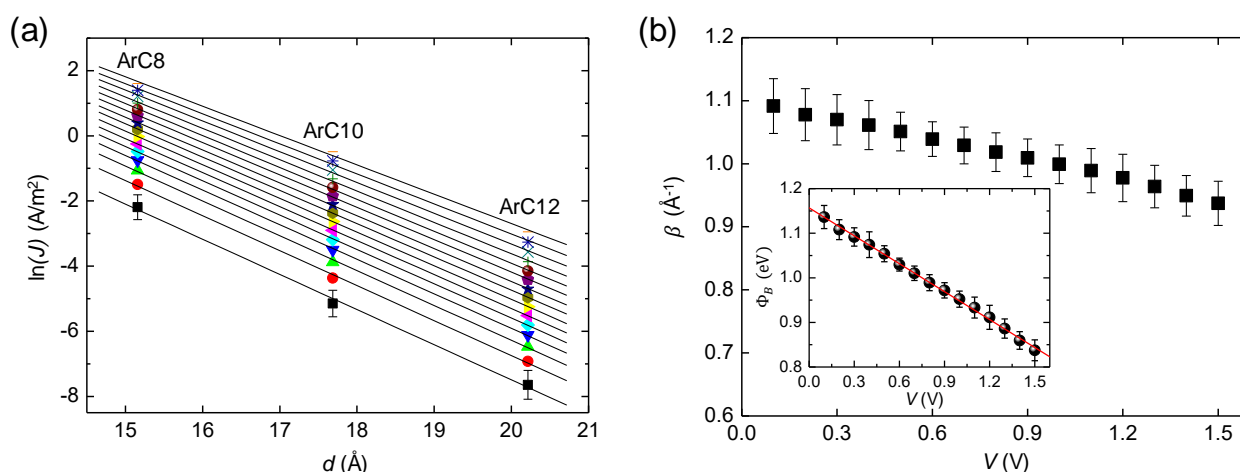 (a)
ArC8
ArC10
ArC12
2
0
-2
-4
-6
-8
ln(J) (A/m²)
15 16 17 18 19 20 21
d (Å)
(b)
1.2
1.1
1.0
0.9
0.8
0.7
0.6
β (Å⁻¹)
0.0 0.3 0.6 0.9 1.2 1.5
V (V)
1.2
1.1
1.0
0.9
0.8
Φ_B (eV)
0.0 0.3 0.6 0.9 1.2 1.5
V (V)